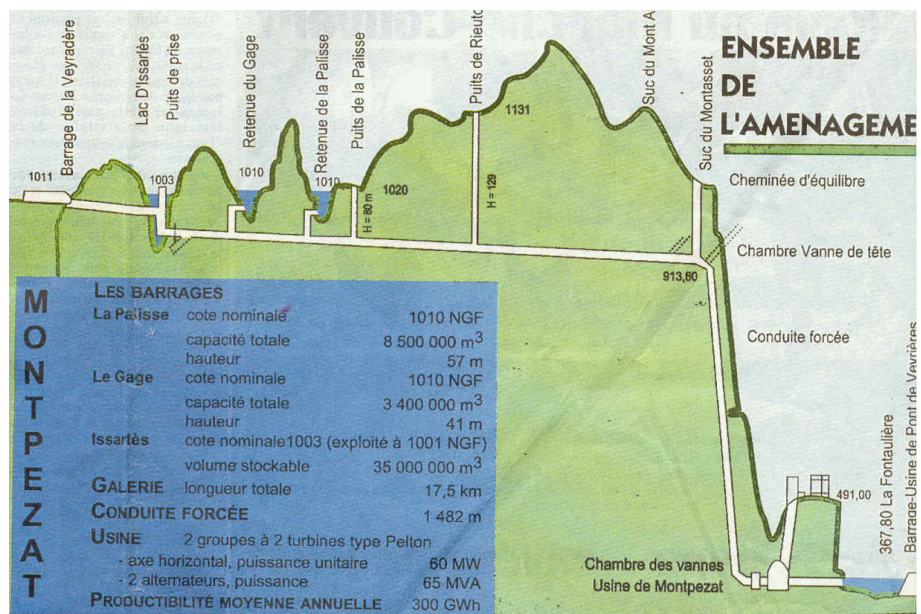 Barrage de la Veyradère
Lac D'Issarlès
Puits de prise
Retenue du Gage
Retenue de la Palisse
Puits de la Palisse
Puits de
Suc du Mont
Suc du Montasset
ENSEMBLE
DE
L'AMENAGEME
1011
1003
1010
1010
1020
1131
H = 80 m
H = 129
913,60
Cheminée d'équilibre
Chambre Vanne de tête
Conduite forcée
491,00
367,80 La Fontaulière
Barrage-Usine de Pont de Veyrières
Chambre des vannes
Usine de Montpezat
MONTPEZAT
LES BARRAGES
La Palisse cote nominale 1010 NGF
capacité totale 8 500 000 m³
hauteur 57 m
Le Gage cote nominale 1010 NGF
capacité totale 3 400 000 m³
hauteur 41 m
Issarlès cote nominale1003 (exploité à 1001 NGF)
volume stockable 35 000 000 m³
GALERIE longueur totale 17,5 km
CONDUITE FORCÉE 1 482 m
USINE 2 groupes à 2 turbines type Pelton
- axe horizontal, puissance unitaire 60 MW
- 2 alternateurs, puissance 65 MVA
PRODUCTIBILITÉ MOYENNE ANNUELLE 300 GWh